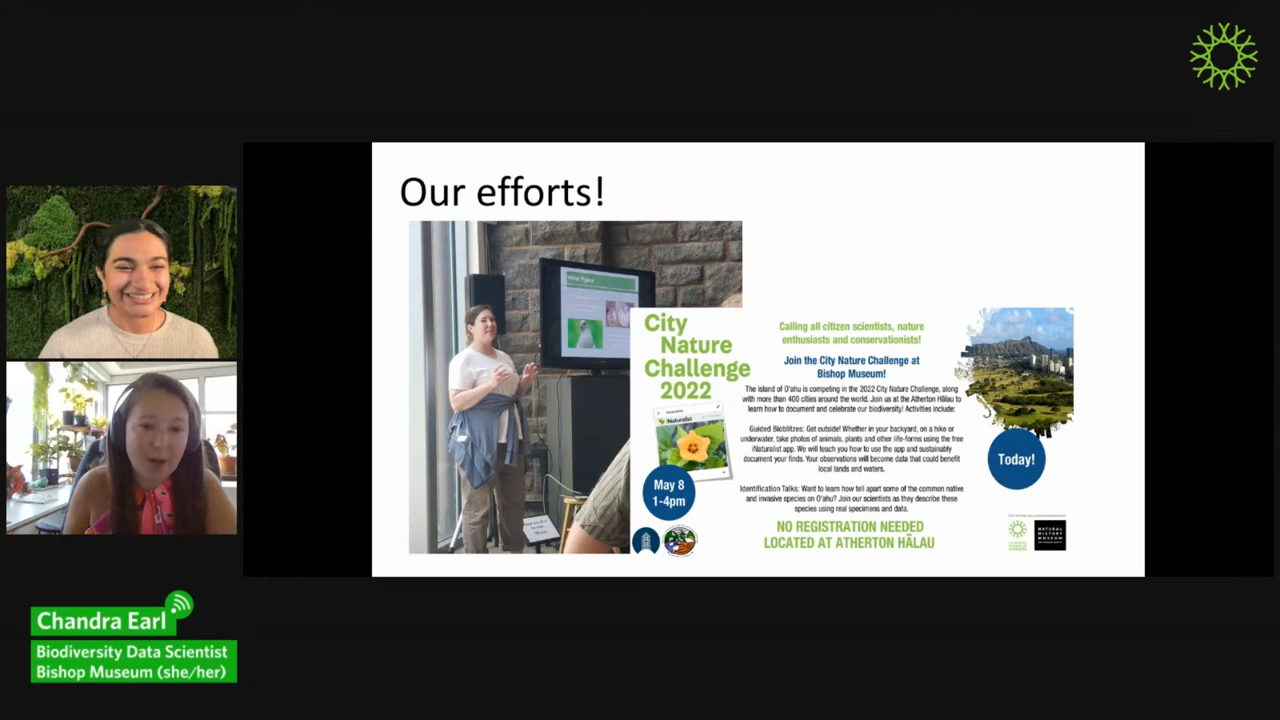 Our efforts!
City
Nature
Challenge
2022
iNaturalist
May 8
1-4pm
Calling all citizen scientists, nature
enthusiasts and conservationists!
Join the City Nature Challenge at
Bishop Museum!
The island of O'ahu is competing in the 2022 City Nature Challenge, along
with more than 400 cities around the world. Join us at the Atherton Hālau to
learn how to document and celebrate our biodiversity! Activities include:
Guided Bioblitzes: Get outside! Whether in your backyard, on a hike or
underwater, take photos of animals, plants and other life-forms using the free
iNaturalist app. We will teach you how to use the app and sustainably
document your finds. Your observations will become data that could benefit
local lands and waters.
Identification Talks: Want to learn how tell apart some of the common native
and invasive species on O'ahu? Join our scientists as they describe these
species using real specimens and data.
NO REGISTRATION NEEDED
LOCATED AT ATHERTON HĀLAU
Today!
NATURAL
HISTORY
MUSEUM
Chandra Earl
Biodiversity Data Scientist
Bishop Museum (she/her)